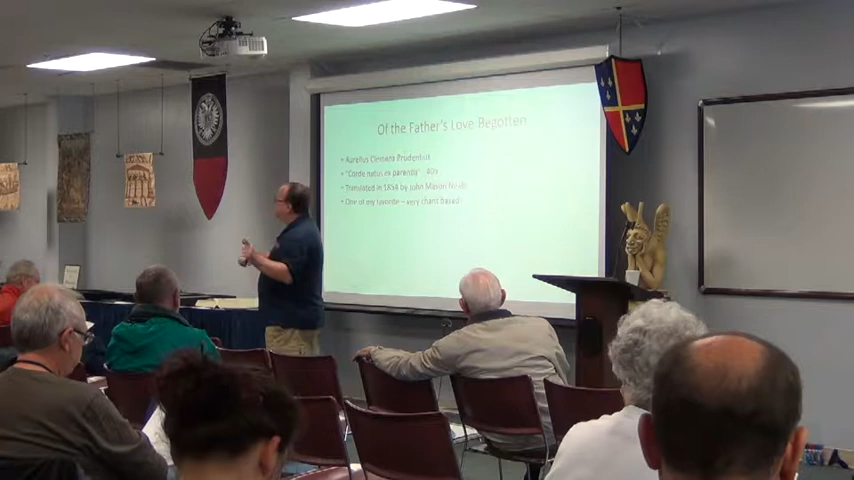 Of the Father's Love Begotten
• Aurelius Clemens Prudentius
• "Corde natus ex parentis" - 405
• Translated in 1854 by John Mason Neale
• One of my favorite – very chant based